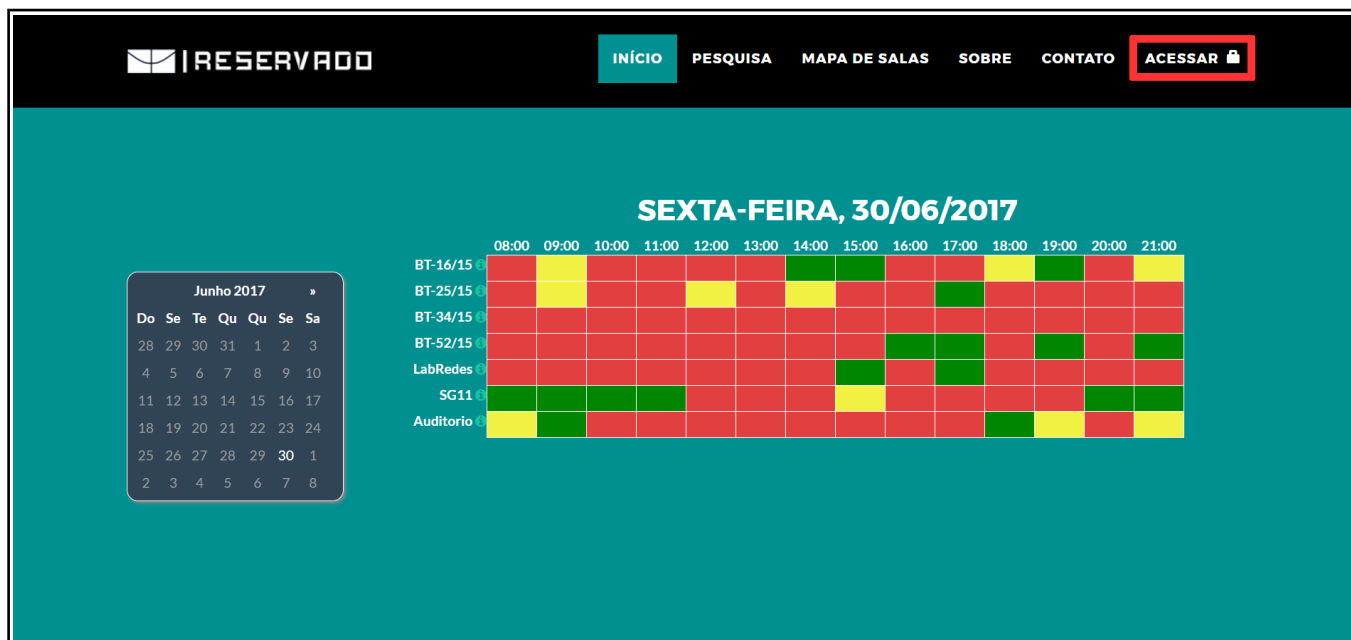 RESERVADO
INÍCIO PESQUISA MAPA DE SALAS SOBRE CONTATO ACESSAR
SEXTA-FEIRA, 30/06/2017
08:00 09:00 10:00 11:00 12:00 13:00 14:00 15:00 16:00 17:00 18:00 19:00 20:00 21:00
BT-16/15
BT-25/15
BT-34/15
BT-52/15
LabRedes
SG11
Auditorio
Junho 2017 »
Do Se Te Qu Qu Se Sa
28 29 30 31 1 2 3
4 5 6 7 8 9 10
11 12 13 14 15 16 17
18 19 20 21 22 23 24
25 26 27 28 29 30 1
2 3 4 5 6 7 8